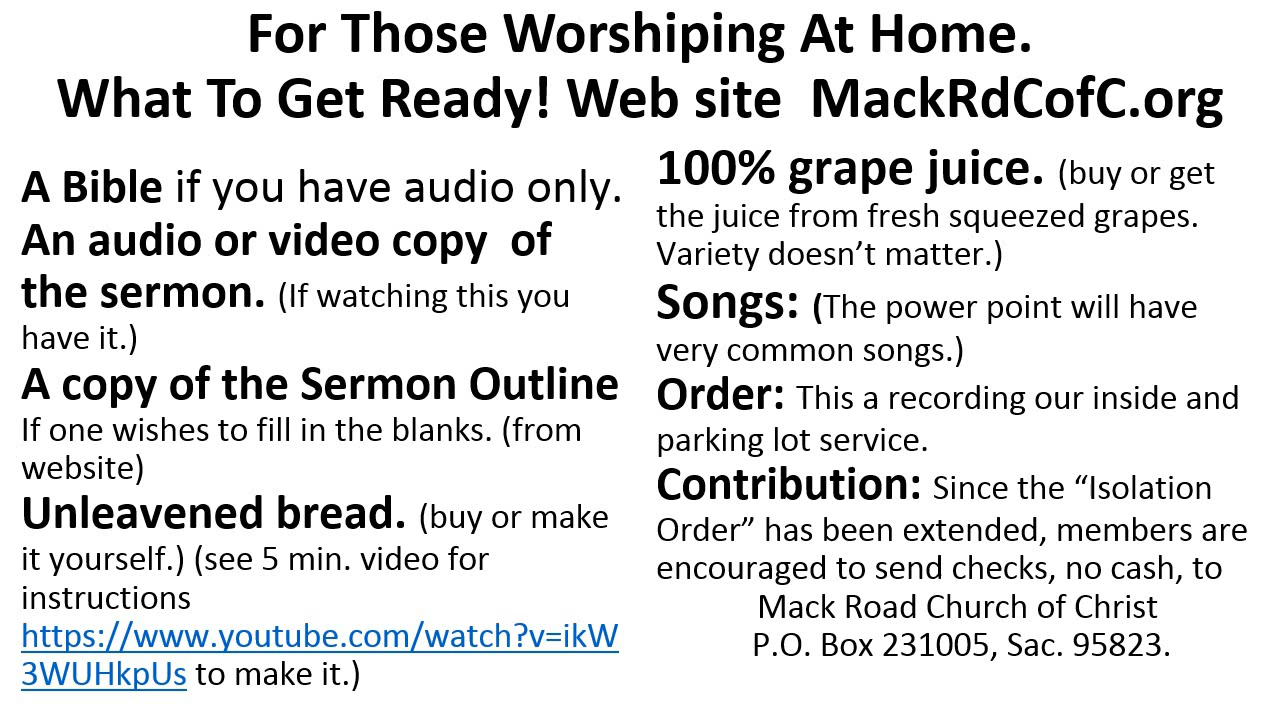 For Those Worshiping At Home.
What To Get Ready! Web site  MackRdCofC.org
A Bible if you have audio only.
An audio or video copy  of
the sermon. (If watching this you
have it.)
A copy of the Sermon Outline
If one wishes to fill in the blanks. (from
website)
Unleavened bread. (buy or make
it yourself.) (see 5 min. video for
instructions
https://www.youtube.com/watch?v=ikW
3WUHkpUs to make it.)
100% grape juice. (buy or get
the juice from fresh squeezed grapes.
Variety doesn’t matter.)
Songs: (The power point will have
very common songs.)
Order: This a recording our inside and
parking lot service.
Contribution: Since the “Isolation
Order” has been extended, members are
encouraged to send checks, no cash, to
Mack Road Church of Christ
P.O. Box 231005, Sac. 95823.